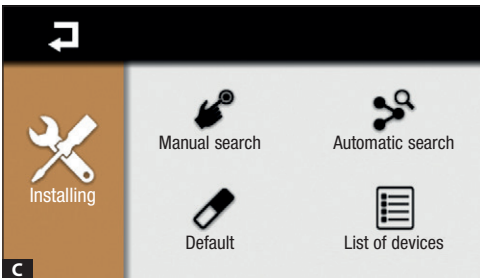 Manual search
Automatic search
Installing
Default
List of devices
C